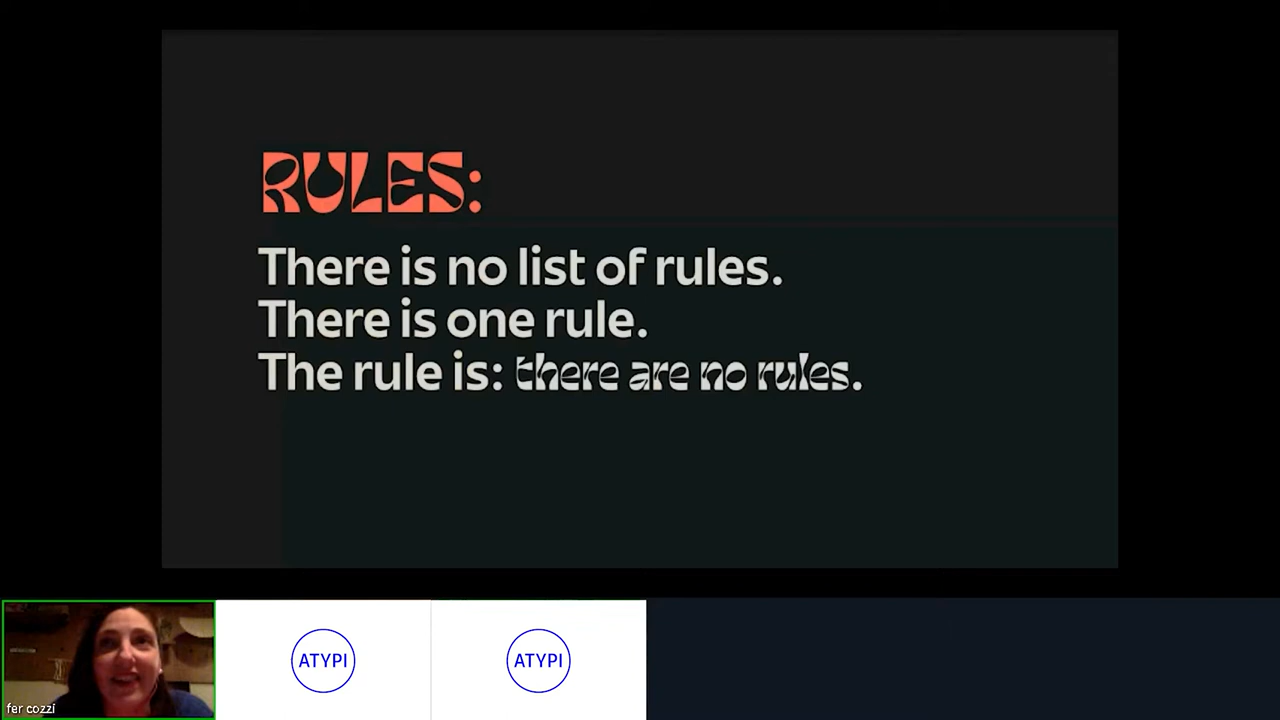 RULES:
There is no list of rules.
There is one rule.
The rule is: there are no rules.
fer cozzi
ATYPI
ATYPI